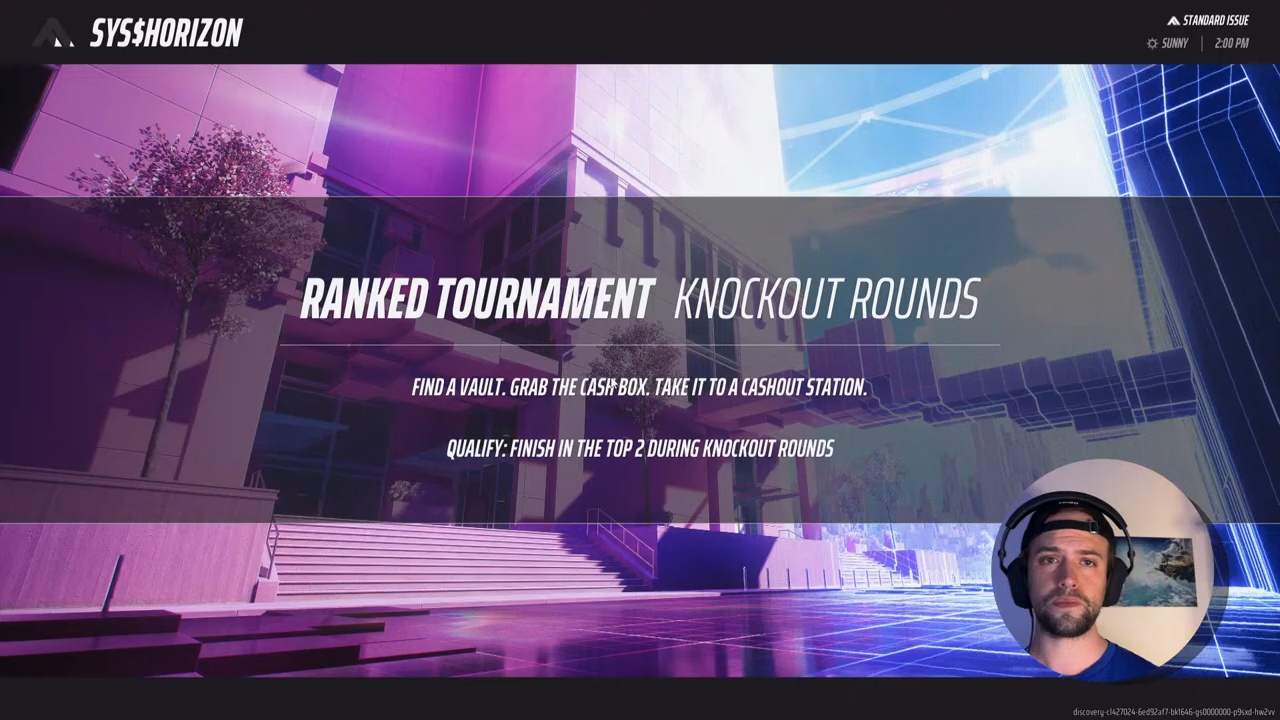 SYS$HORIZON
STANDARD ISSUE
SUNNY | 2:00 PM
RANKED TOURNAMENT KNOCKOUT ROUNDS
FIND A VAULT. GRAB THE CASH BOX. TAKE IT TO A CASHOUT STATION.
QUALIFY: FINISH IN THE TOP 2 DURING KNOCKOUT ROUNDS